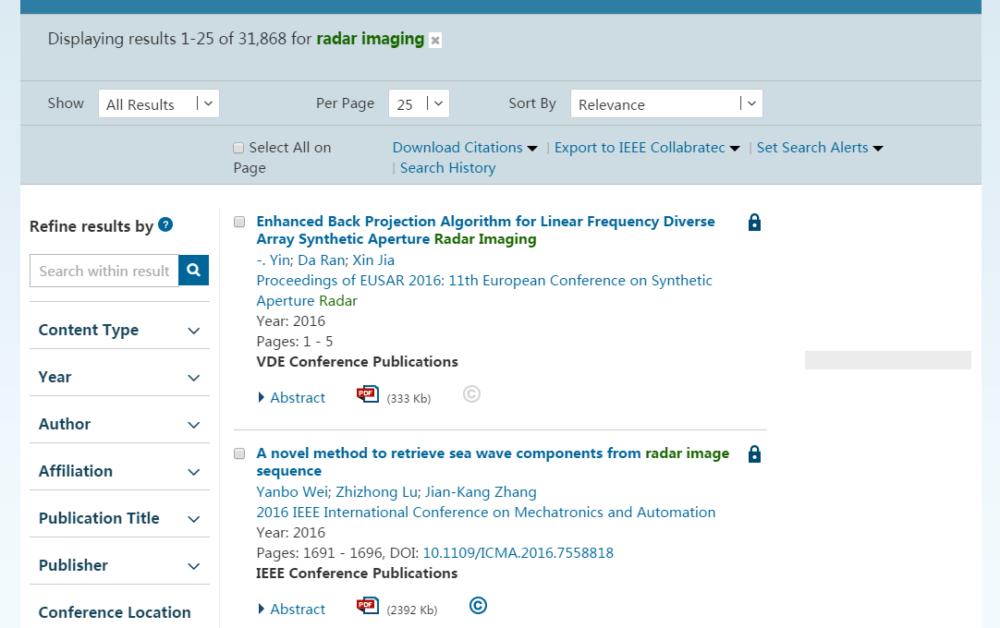 Displaying results 1-25 of 31,868 for radar imaging
Show All Results Per Page 25 Sort By Relevance
Select All on Page
Download Citations | Export to IEEE Collabratec | Set Search Alerts
| Search History
Refine results by ?
Search within result
Content Type
Year
Author
Affiliation
Publication Title
Publisher
Conference Location
Enhanced Back Projection Algorithm for Linear Frequency Diverse
Array Synthetic Aperture Radar Imaging
-. Yin; Da Ran; Xin Jia
Proceedings of EUSAR 2016: 11th European Conference on Synthetic
Aperture Radar
Year: 2016
Pages: 1 - 5
VDE Conference Publications
Abstract PDF (333 Kb) ©
A novel method to retrieve sea wave components from radar image
sequence
Yanbo Wei; Zhizhong Lu; Jian-Kang Zhang
2016 IEEE International Conference on Mechatronics and Automation
Year: 2016
Pages: 1691 - 1696, DOI: 10.1109/ICMA.2016.7558818
IEEE Conference Publications
Abstract PDF (2392 Kb) ©